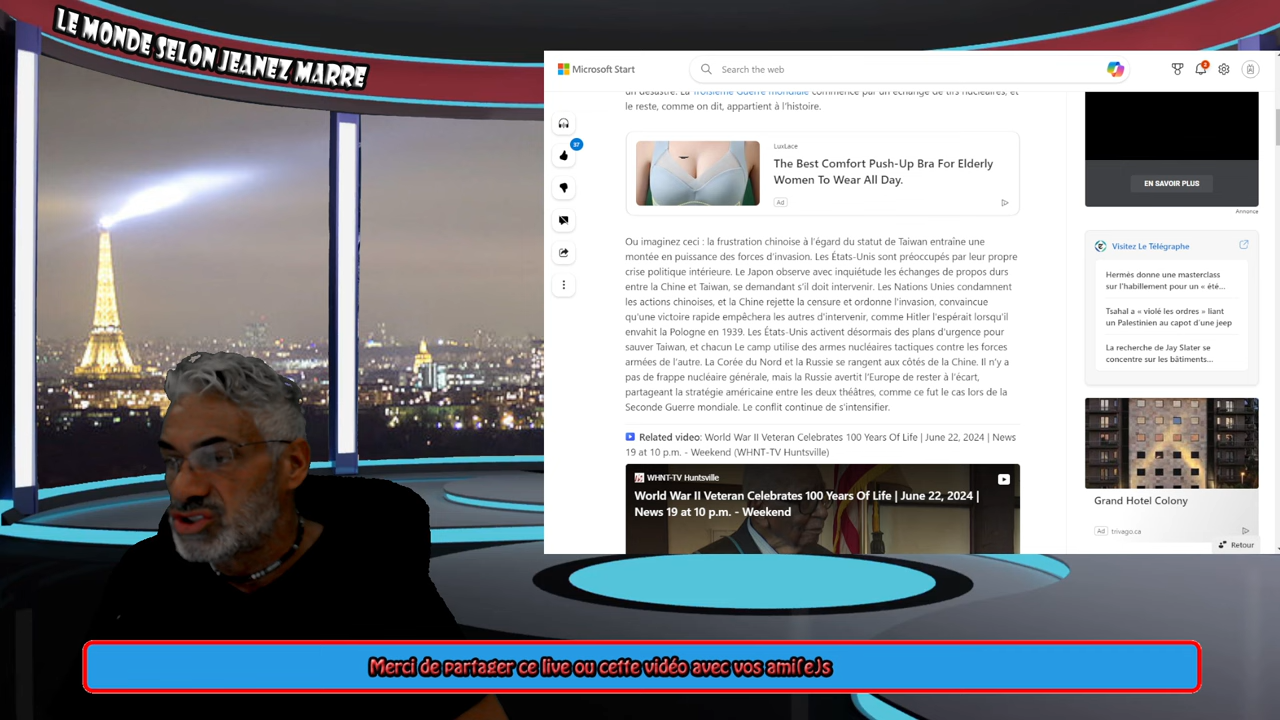 LE MONDE SELON JEANEZ MARRE
Microsoft Start
Search the web
2
le reste, comme on dit, appartient à l'histoire.
37
LuxLace
The Best Comfort Push-Up Bra For Elderly
Women To Wear All Day.
Ad
Ou imaginez ceci : la frustration chinoise à l'égard du statut de Taiwan entraîne une
montée en puissance des forces d'invasion. Les États-Unis sont préoccupés par leur propre
crise politique intérieure. Le Japon observe avec inquiétude les échanges de propos durs
entre la Chine et Taiwan, se demandant s'il doit intervenir. Les Nations Unies condamnent
les actions chinoises, et la Chine rejette la censure et ordonne l'invasion, convaincue
qu'une victoire rapide empêchera les autres d'intervenir, comme Hitler l'espérait lorsqu'il
envahit la Pologne en 1939. Les États-Unis activent désormais des plans d'urgence pour
sauver Taiwan, et chacun Le camp utilise des armes nucléaires tactiques contre les forces
armées de l'autre. La Corée du Nord et la Russie se rangent aux côtés de la Chine. Il n'y a
pas de frappe nucléaire générale, mais la Russie avertit l'Europe de rester à l'écart,
partageant la stratégie américaine entre les deux théâtres, comme ce fut le cas lors de la
Seconde Guerre mondiale. Le conflit continue de s'intensifier.
Related video: World War II Veteran Celebrates 100 Years Of Life | June 22, 2024 | News
19 at 10 p.m. - Weekend (WHNT-TV Huntsville)
WHNT-TV Huntsville
World War II Veteran Celebrates 100 Years Of Life | June 22, 2024 |
News 19 at 10 p.m. - Weekend
EN SAVOIR PLUS
Annonce
Visitez Le Télégraphe
Hermés donne une masterclass
sur l'habillement pour un « été...
Tsahal a « violé les ordres » liant
un Palestinien au capot d'une jeep
La recherche de Jay Slater se
concentre sur les bâtiments...
Grand Hotel Colony
Ad trivago.ca
Retour
Merci de partager ce live ou cette vidéo avec vos ami(e)s